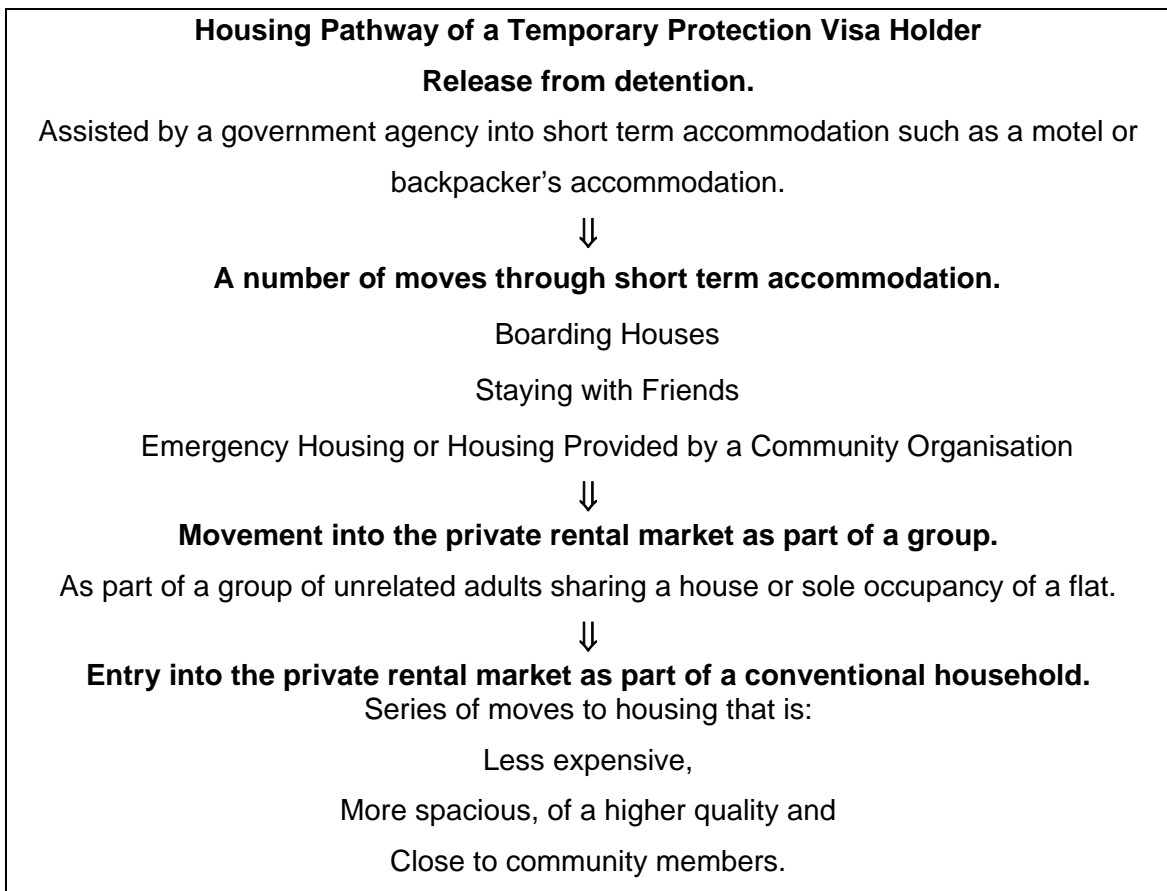 Housing Pathway of a Temporary Protection Visa Holder
Release from detention.
Assisted by a government agency into short term accommodation such as a motel or
backpacker’s accommodation.
⇓
A number of moves through short term accommodation.
Boarding Houses
Staying with Friends
Emergency Housing or Housing Provided by a Community Organisation
⇓
Movement into the private rental market as part of a group.
As part of a group of unrelated adults sharing a house or sole occupancy of a flat.
⇓
Entry into the private rental market as part of a conventional household.
Series of moves to housing that is:
Less expensive,
More spacious, of a higher quality and
Close to community members.